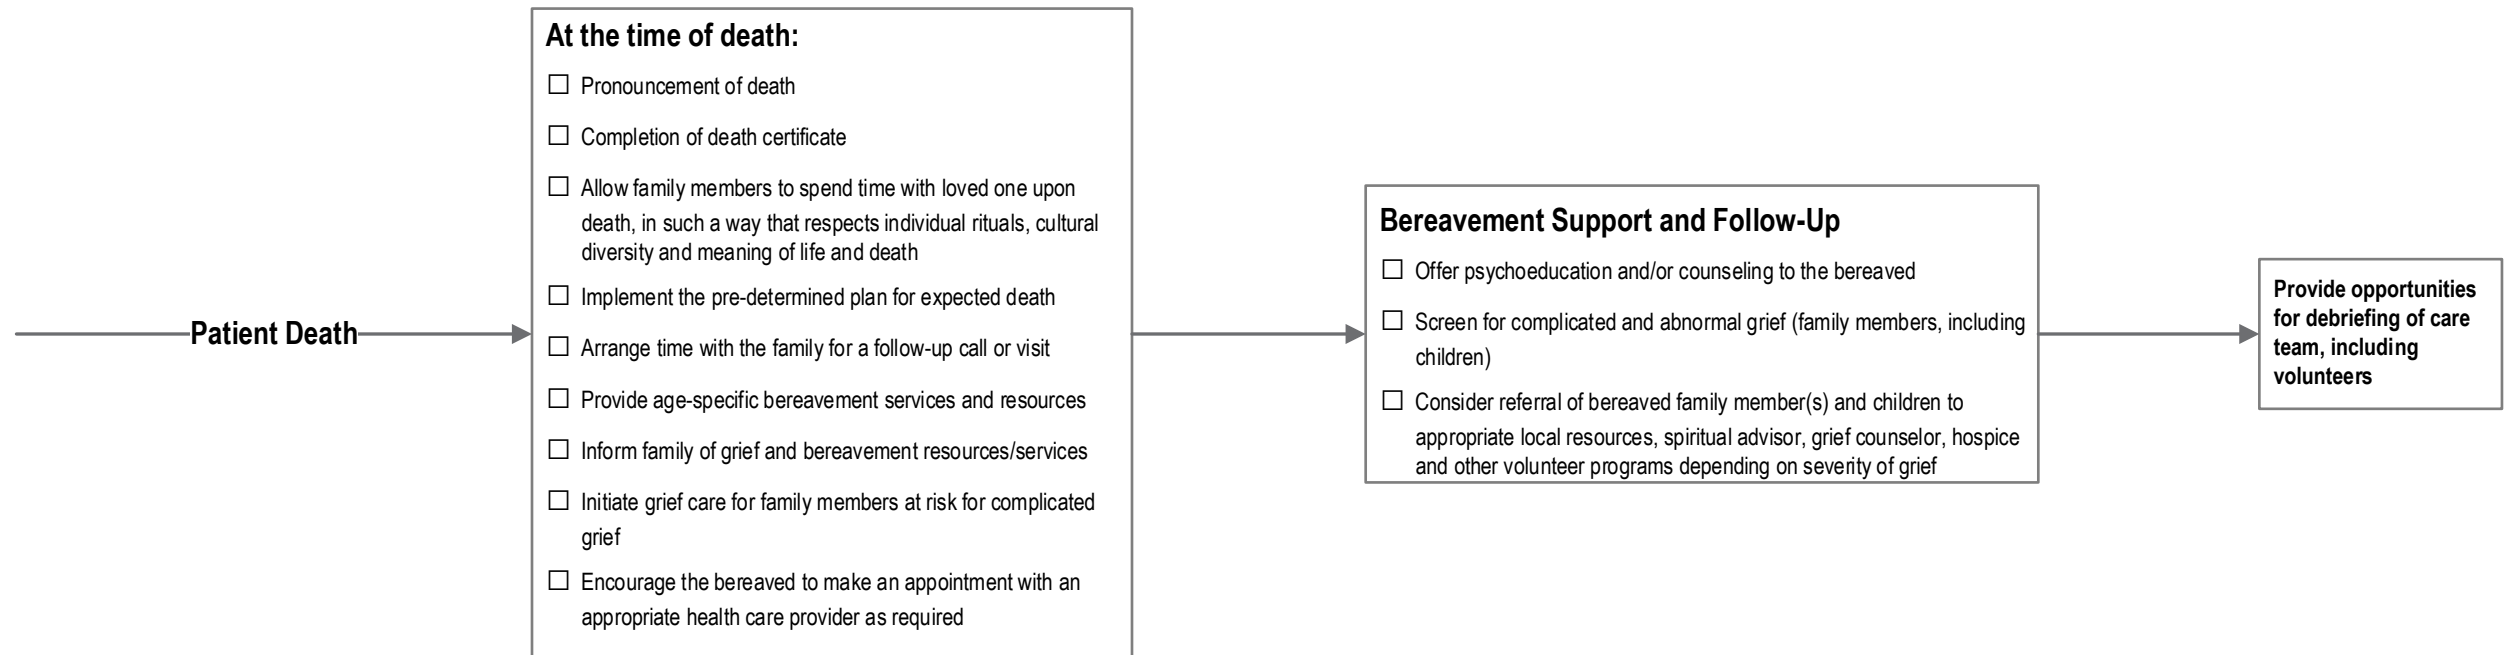 Patient Death
At the time of death:
☐ Pronouncement of death
☐ Completion of death certificate
☐ Allow family members to spend time with loved one upon
death, in such a way that respects individual rituals, cultural
diversity and meaning of life and death
☐ Implement the pre-determined plan for expected death
☐ Arrange time with the family for a follow-up call or visit
☐ Provide age-specific bereavement services and resources
☐ Inform family of grief and bereavement resources/services
☐ Initiate grief care for family members at risk for complicated
grief
☐ Encourage the bereaved to make an appointment with an
appropriate health care provider as required
Bereavement Support and Follow-Up
☐ Offer psychoeducation and/or counseling to the bereaved
☐ Screen for complicated and abnormal grief (family members, including
children)
☐ Consider referral of bereaved family member(s) and children to
appropriate local resources, spiritual advisor, grief counselor, hospice
and other volunteer programs depending on severity of grief
Provide opportunities
for debriefing of care
team, including
volunteers